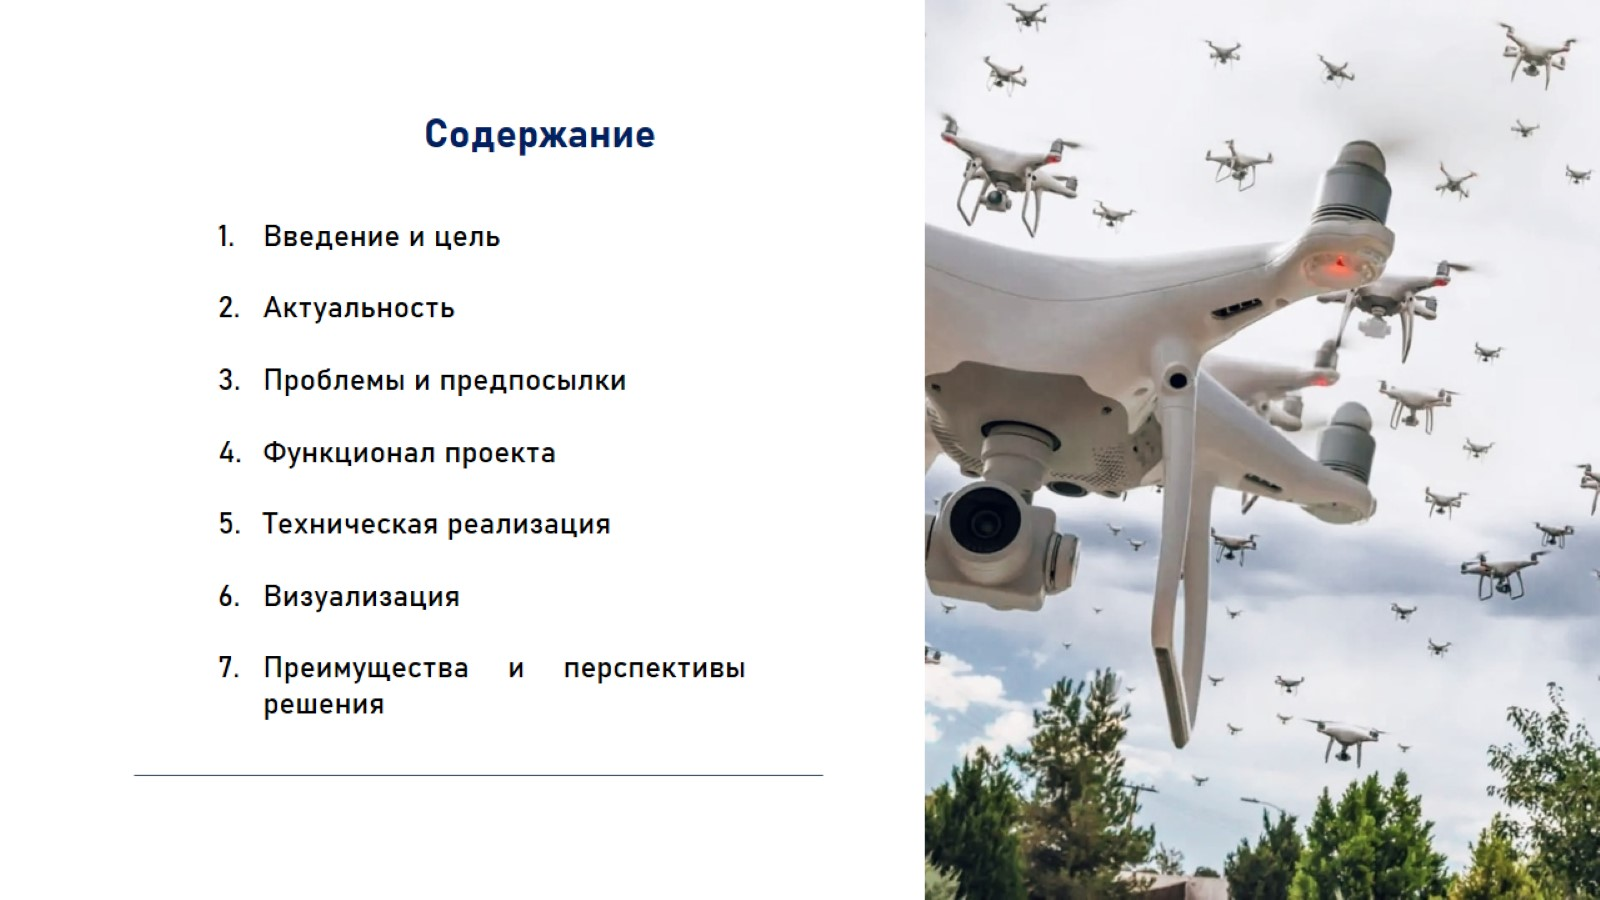 Содержание
1. Введение и цель
2. Актуальность
3. Проблемы и предпосылки
4. Функционал проекта
5. Техническая реализация
6. Визуализация
7. Преимущества и перспективы
решения